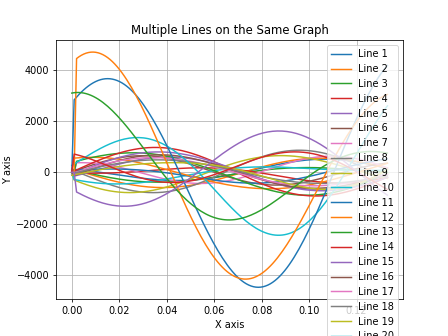 Multiple Lines on the Same Graph
Y axis
4000
2000
0
−2000
−4000
0.00
0.02
0.04
0.06
0.08
0.10
X axis
Line 1
Line 2
Line 3
Line 4
Line 5
Line 6
Line 7
Line 8
Line 9
Line 10
Line 11
Line 12
Line 13
Line 14
Line 15
Line 16
Line 17
Line 18
Line 19
Line 20